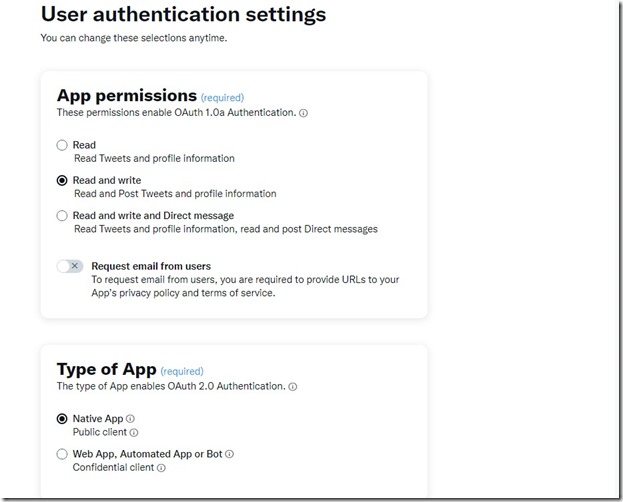 User authentication settings
You can change these selections anytime.
App permissions (required)
These permissions enable OAuth 1.0a Authentication.
Read
Read Tweets and profile information
Read and write
Read and Post Tweets and profile information
Read and write and Direct message
Read Tweets and profile information, read and post Direct messages
Request email from users
To request email from users, you are required to provide URLs to your
App's privacy policy and terms of service.
Type of App (required)
The type of App enables OAuth 2.0 Authentication.
Native App
Public client
Web App, Automated App or Bot
Confidential client